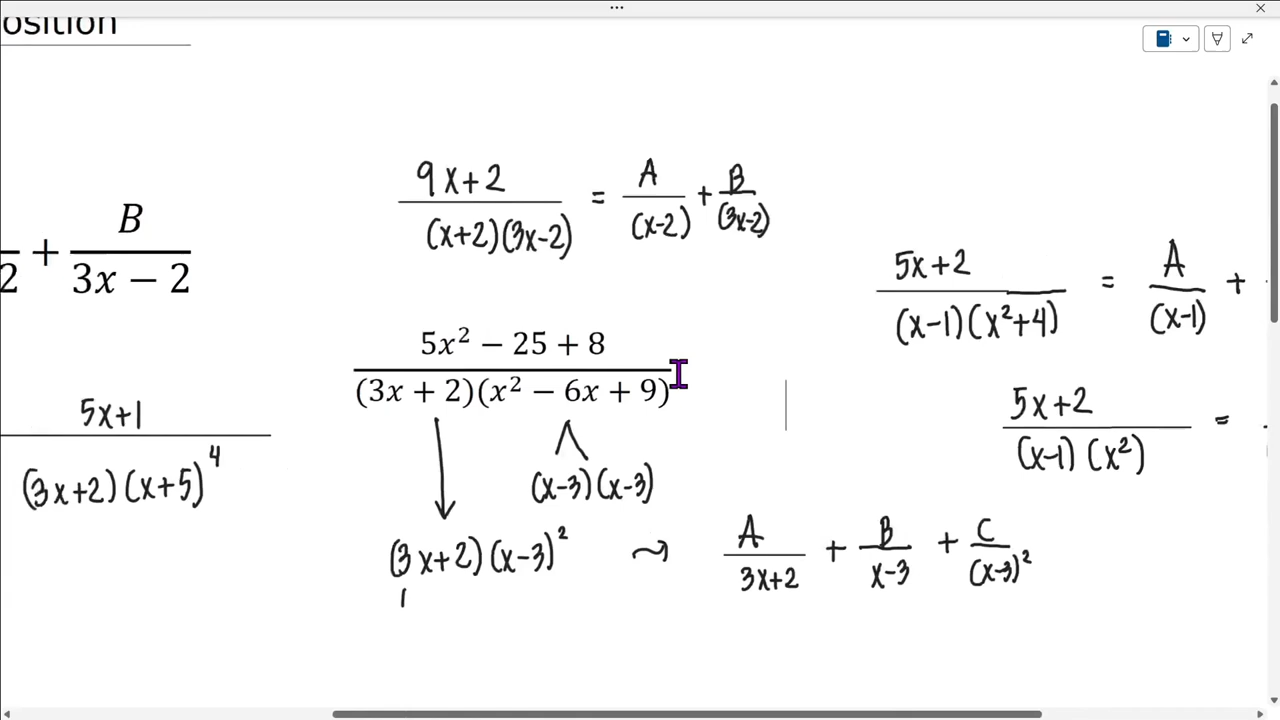 osition
9x+2 / (x+2)(3x-2) = A / (x-2) + B / (3x-2)
2 + B / 3x − 2
5x+2 / (x-1)(x²+4) = A / (x-1) +
5x² − 25 + 8 / (3x + 2)(x² − 6x + 9)
5x+1 / (3x+2)(x+5)⁴
5x+2 / (x-1)(x²) =
(x-3)(x-3)
(3x+2)(x-3)² ⤳ A / 3x+2 + B / x-3 + C / (x-3)²